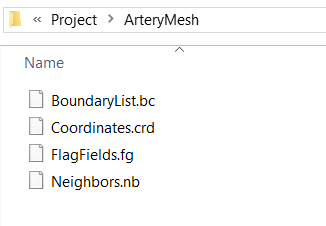 « Project > ArteryMesh
Name
BoundaryList.bc
Coordinates.crd
FlagFields.fg
Neighbors.nb